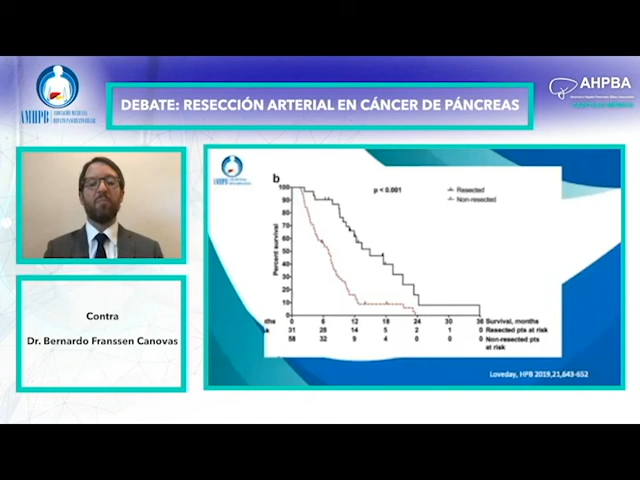 AMHPB
AHPBA
DEBATE: RESECCIÓN ARTERIAL EN CÁNCER DE PÁNCREAS
Contra
Dr. Bernardo Franssen Canovas
AMHPB
b
p < 0.001
Resected
Non-resected
Percent survival
100
90
80
70
60
50
40
30
20
10
0
0 6 12 18 24 30 36 Survival, months
31 28 14 5 2 1 0 Resected pts at risk
58 32 9 4 0 Non-resected pts
at risk
Loveday, HPB 2019,21,643-652